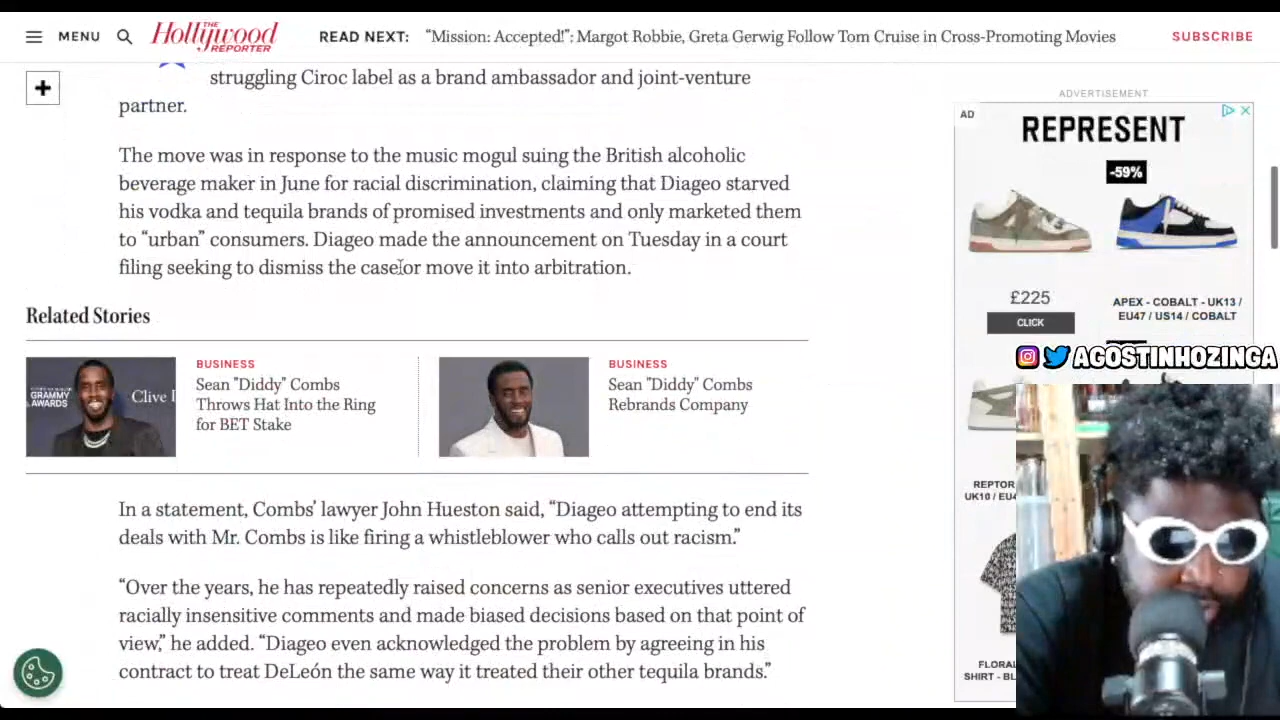 MENU
THE
Hollywood
REPORTER
READ NEXT: “Mission: Accepted!”: Margot Robbie, Greta Gerwig Follow Tom Cruise in Cross-Promoting Movies
SUBSCRIBE
struggling Ciroc label as a brand ambassador and joint-venture
partner.
The move was in response to the music mogul suing the British alcoholic
beverage maker in June for racial discrimination, claiming that Diageo starved
his vodka and tequila brands of promised investments and only marketed them
to “urban” consumers. Diageo made the announcement on Tuesday in a court
filing seeking to dismiss the case or move it into arbitration.
Related Stories
GRAMMY
AWARDS
Clive
BUSINESS
Sean "Diddy" Combs
Throws Hat Into the Ring
for BET Stake
BUSINESS
Sean "Diddy" Combs
Rebrands Company
In a statement, Combs’ lawyer John Hueston said, “Diageo attempting to end its
deals with Mr. Combs is like firing a whistleblower who calls out racism.”
“Over the years, he has repeatedly raised concerns as senior executives uttered
racially insensitive comments and made biased decisions based on that point of
view,” he added. “Diageo even acknowledged the problem by agreeing in his
contract to treat DeLeón the same way it treated their other tequila brands.”
ADVERTISEMENT
AD
REPRESENT
-59%
£225
CLICK
APEX - COBALT - UK13 /
EU47 / US14 / COBALT
AGOSTINHOZINGA
REPTOR
UK10 / EU4
FLORAL
SHIRT - BL